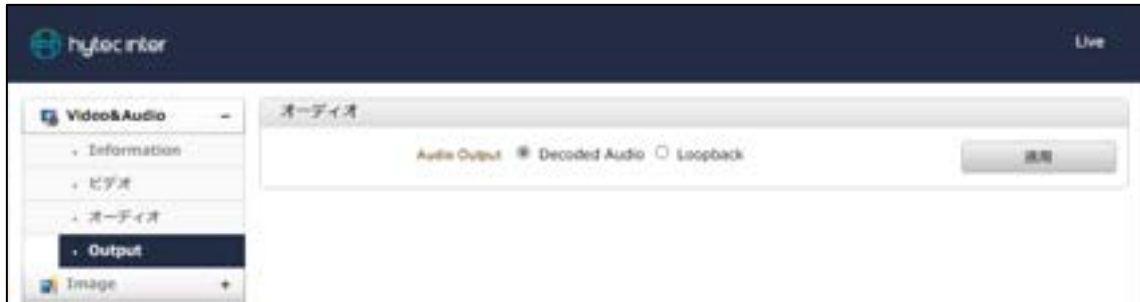 hytec inter
Live
Video&Audio -
オーディオ
Information
Audio Output Decoded Audio Loopback
適用
ビデオ
オーディオ
Output
Image +